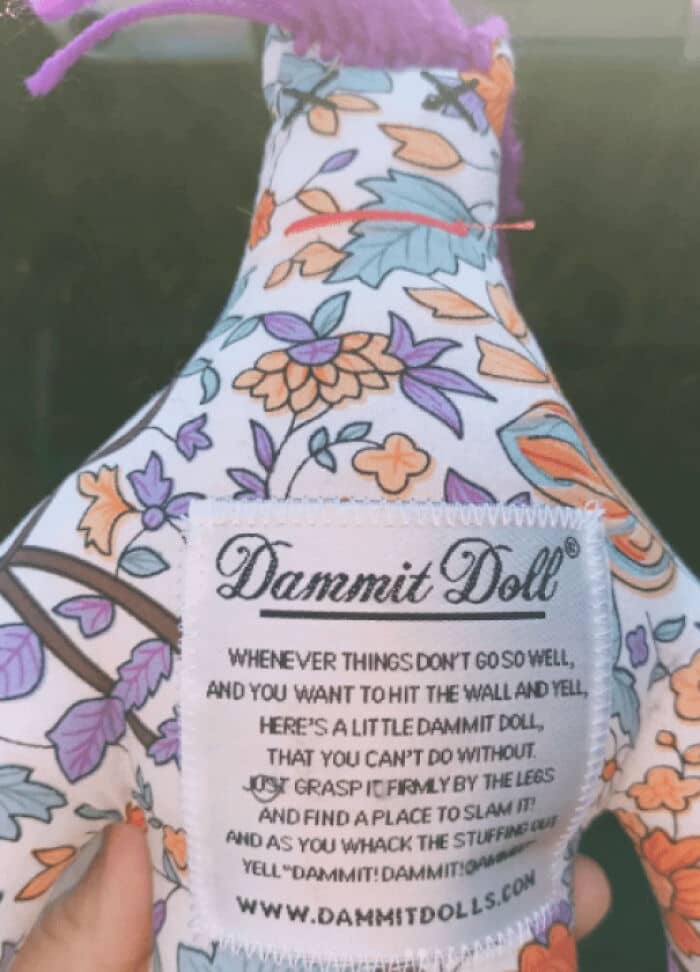 Dammit Doll®
WHENEVER THINGS DON'T GO SO WELL,
AND YOU WANT TO HIT THE WALL AND YELL,
HERE'S A LITTLE DAMMIT DOLL,
THAT YOU CAN'T DO WITHOUT.
JUST GRASP IT FIRMLY BY THE LEGS
AND FIND A PLACE TO SLAM IT!
AND AS YOU WHACK THE STUFFING OUT
YELL "DAMMIT! DAMMIT!
WWW.DAMMITDOLLS.COM